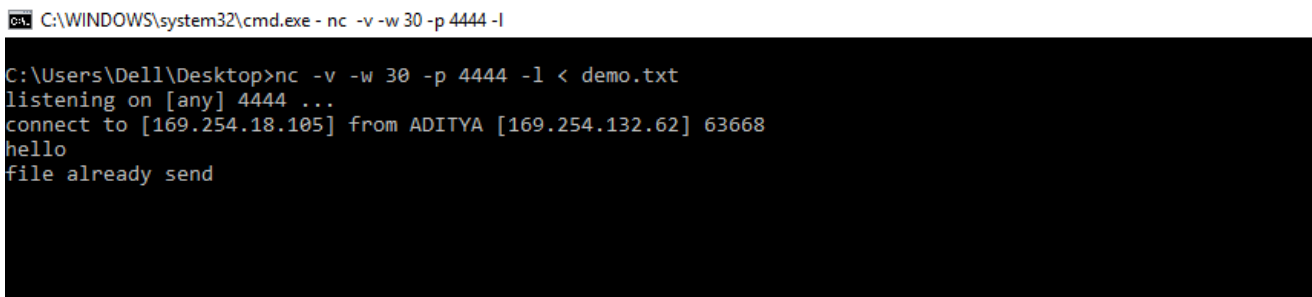 C:\WINDOWS\system32\cmd.exe - nc -v -w 30 -p 4444 -l
C:\Users\Dell\Desktop>nc -v -w 30 -p 4444 -l < demo.txt
listening on [any] 4444 ...
connect to [169.254.18.105] from ADITYA [169.254.132.62] 63668
hello
file already send